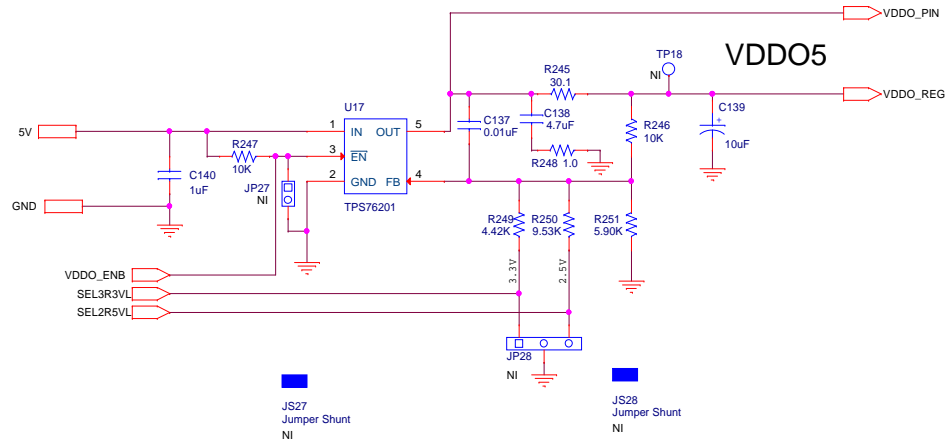 VDDO_PIN
VDDO5
TP18
NI
R245
30.1
VDDO_REG
U17
C137
0.01uF
C138
4.7uF
C139
+
10uF
5V
1
IN
OUT
5
R246
10K
R247
10K
3
EN
R248 1.0
C140
1uF
JP27
NI
2
GND
FB
4
TPS76201
GND
R249
4.42K
R250
9.53K
R251
5.90K
VDDO_ENB
3.3V
2.5V
SEL3R3VL
SEL2R5VL
JP28
NI
JS27
Jumper Shunt
NI
JS28
Jumper Shunt
NI